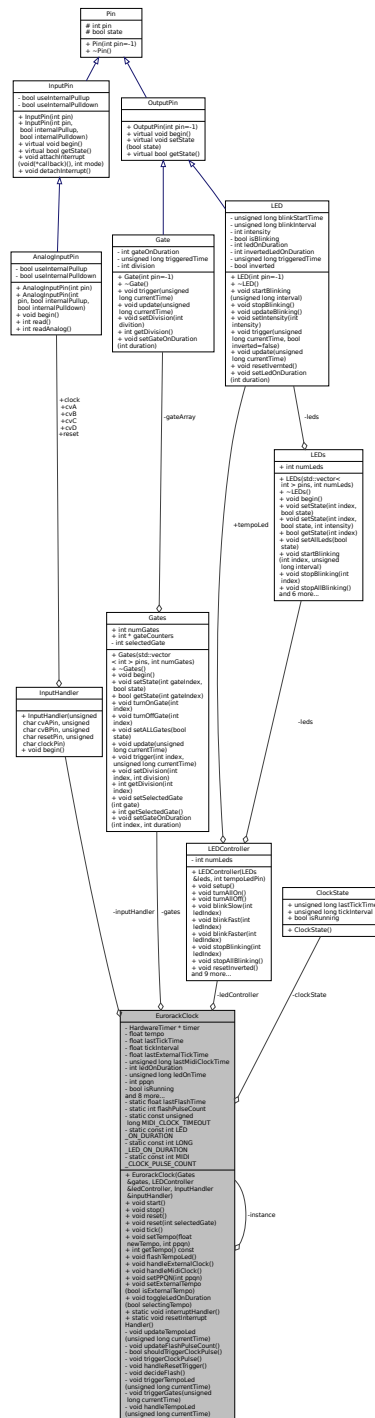 Pin
# int pin
# bool state
+ Pin(int pin=-1)
+ ~Pin()
InputPin
- bool useInternalPullup
- bool useInternalPulldown
+ InputPin(int pin)
+ InputPin(int pin,
bool internalPullup,
bool internalPulldown)
+ virtual void begin()
+ virtual bool getState()
+ void attachInterrupt
(void(*callback)(), int mode)
+ void detachInterrupt()
OutputPin
+ OutputPin(int pin=-1)
+ virtual void begin()
+ virtual void setState
(bool state)
+ virtual bool getState()
AnalogInputPin
- bool useInternalPullup
- bool useInternalPulldown
+ AnalogInputPin(int pin)
+ AnalogInputPin(int
pin, bool internalPullup,
bool internalPulldown)
+ void begin()
+ int read()
+ int readAnalog()
Gate
- int gateOnDuration
- unsigned long triggeredTime
- int division
+ Gate(int pin=-1)
+ ~Gate()
+ void trigger(unsigned
long currentTime)
+ void update(unsigned
long currentTime)
+ void setDivision(int
divition)
+ int getDivision()
+ void setGateOnDuration
(int duration)
LED
- unsigned long blinkStartTime
- unsigned long blinkInterval
- int intensity
- bool isBlinking
- int ledOnDuration
- int invertedLedOnDuration
- unsigned long triggeredTime
- bool inverted
+ LED(int pin=-1)
+ ~LED()
+ void startBlinking
(unsigned long interval)
+ void stopBlinking()
+ void updateBlinking()
+ void setIntensity(int
intensity)
+ void trigger(unsigned
long currentTime, bool
inverted=false)
+ void update(unsigned
long currentTime)
+ void resetIvernted()
+ void setLedOnDuration
(int duration)
+clock
+cvA
+cvB
+cvC
+cvD
+reset
-gateArray
-leds
+tempoLed
LEDs
+ int numLeds
+ LEDs(std::vector<
int > pins, int numLeds)
+ ~LEDs()
+ void begin()
+ void setState(int index,
bool state)
+ void setState(int index,
bool state, int intensity)
+ bool getState(int index)
+ void setAllLeds(bool
state)
+ void startBlinking
(int index, unsigned
long interval)
+ void stopBlinking(int
index)
+ void stopAllBlinking()
and 6 more...
Gates
+ int numGates
+ int * gateCounters
- int selectedGate
+ Gates(std::vector
< int > pins, int numGates)
+ ~Gates()
+ void begin()
+ void setState(int gateIndex,
bool state)
+ bool getState(int gateIndex)
+ void turnOnGate(int
index)
+ void turnOffGate(int
index)
+ void setALLGates(bool
state)
+ void update(unsigned
long currentTime)
+ void trigger(int index,
unsigned long currentTime)
+ void setDivision(int
index, int division)
+ int getDivision(int
index)
+ void setSelectedGate
(int gate)
+ int getSelectedGate()
+ void setGateOnDuration
(int index, int duration)
InputHandler
+ InputHandler(unsigned
char cvAPin, unsigned
char cvBPin, unsigned
char resetPin, unsigned
char clockPin)
+ void begin()
-leds
LEDController
- int numLeds
+ LEDController(LEDs
&leds, int tempoLedPin)
+ void setup()
+ void turnAllOn()
+ void turnAllOff()
+ void blinkSlow(int
ledIndex)
+ void blinkFast(int
ledIndex)
+ void blinkFaster(int
ledIndex)
+ void stopBlinking(int
ledIndex)
+ void stopAllBlinking()
+ void resetInverted()
and 9 more...
ClockState
+ unsigned long lastTickTime
+ unsigned long tickInterval
+ bool isRunning
+ ClockState()
-inputHandler
-gates
-ledController
-clockState
EurorackClock
- HardwareTimer * timer
- float tempo
- float lastTickTime
- float tickInterval
- float lastExternalTickTime
- unsigned long lastMidiClockTime
- int ledOnDuration
- unsigned long ledOnTime
- int ppqn
- bool isRunning
and 8 more...
- static float lastFlashTime
- static int flashPulseCount
- static const unsigned
long MIDI_CLOCK_TIMEOUT
- static const int LED
_ON_DURATION
- static const int LONG
_LED_ON_DURATION
- static const int MIDI
_CLOCK_PULSE_COUNT
+ EurorackClock(Gates
&gates, LEDController
&ledController, InputHandler
&inputHandler)
+ void start()
+ void stop()
+ void reset()
+ void reset(int selectedGate)
+ void tick()
+ void setTempo(float
newTempo, int ppqn)
+ int getTempo() const
+ void flashTempoLed()
+ void handleExternalClock()
+ void handleMidiClock()
+ void setPPQN(int ppqn)
+ void setExternalTempo
(bool isExternalTempo)
+ void toggleLedOnDuration
(bool selectingTempo)
+ static void interruptHandler()
+ static void resetInterrupt
Handler()
- void updateTempoLed
(unsigned long currentTime)
- void updateFlashPulseCount()
- bool shouldTriggerClockPulse()
- void triggerClockPulse()
- void handleResetTrigger()
- void decideFlash()
- void triggerTempoLed
(unsigned long currentTime)
- void triggerGates(unsigned
long currentTime)
- void handleTempoLed
(unsigned long currentTime)
-instance